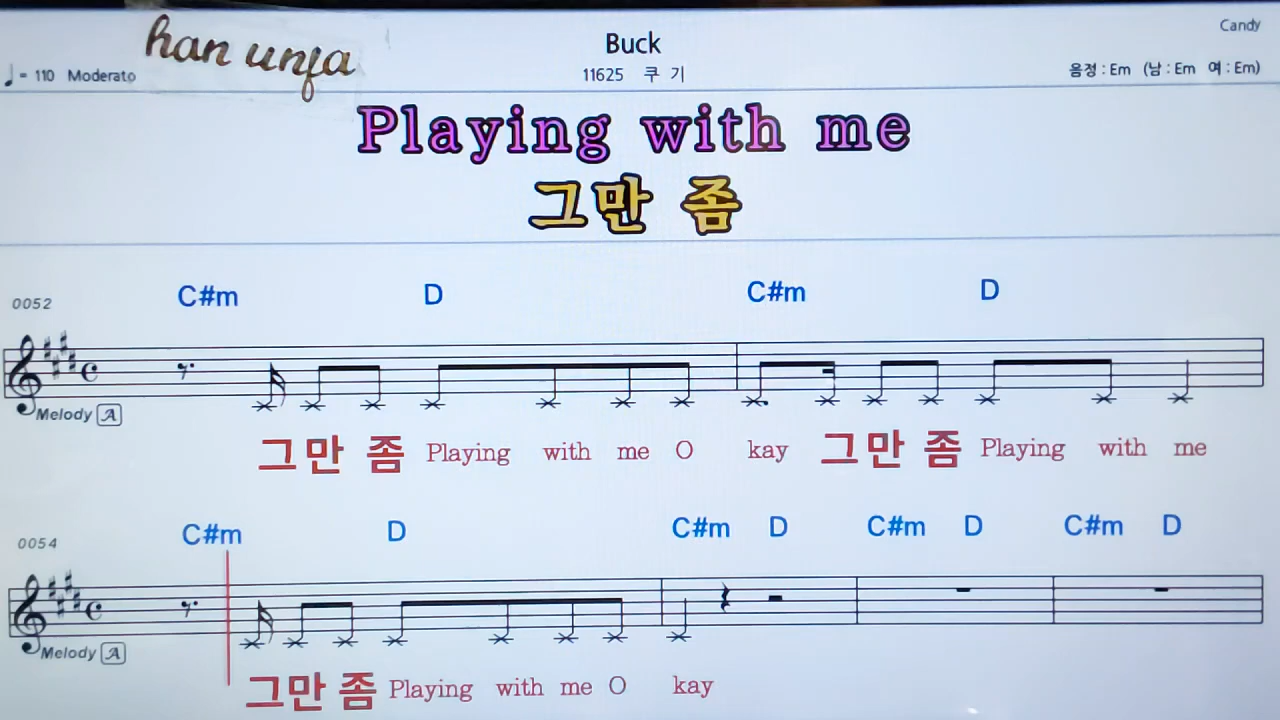 Candy
han unja
Buck
♩= 110 Moderato
11625 쿠 기
음정 : Em (남 : Em 여 : Em)
Playing with me
그만 좀
C#m D C#m D
0052
Melody A
그만 좀 Playing with me O kay 그만 좀 Playing with me
C#m D C#m D C#m D C#m D
0054
Melody A
그만 좀 Playing with me O kay